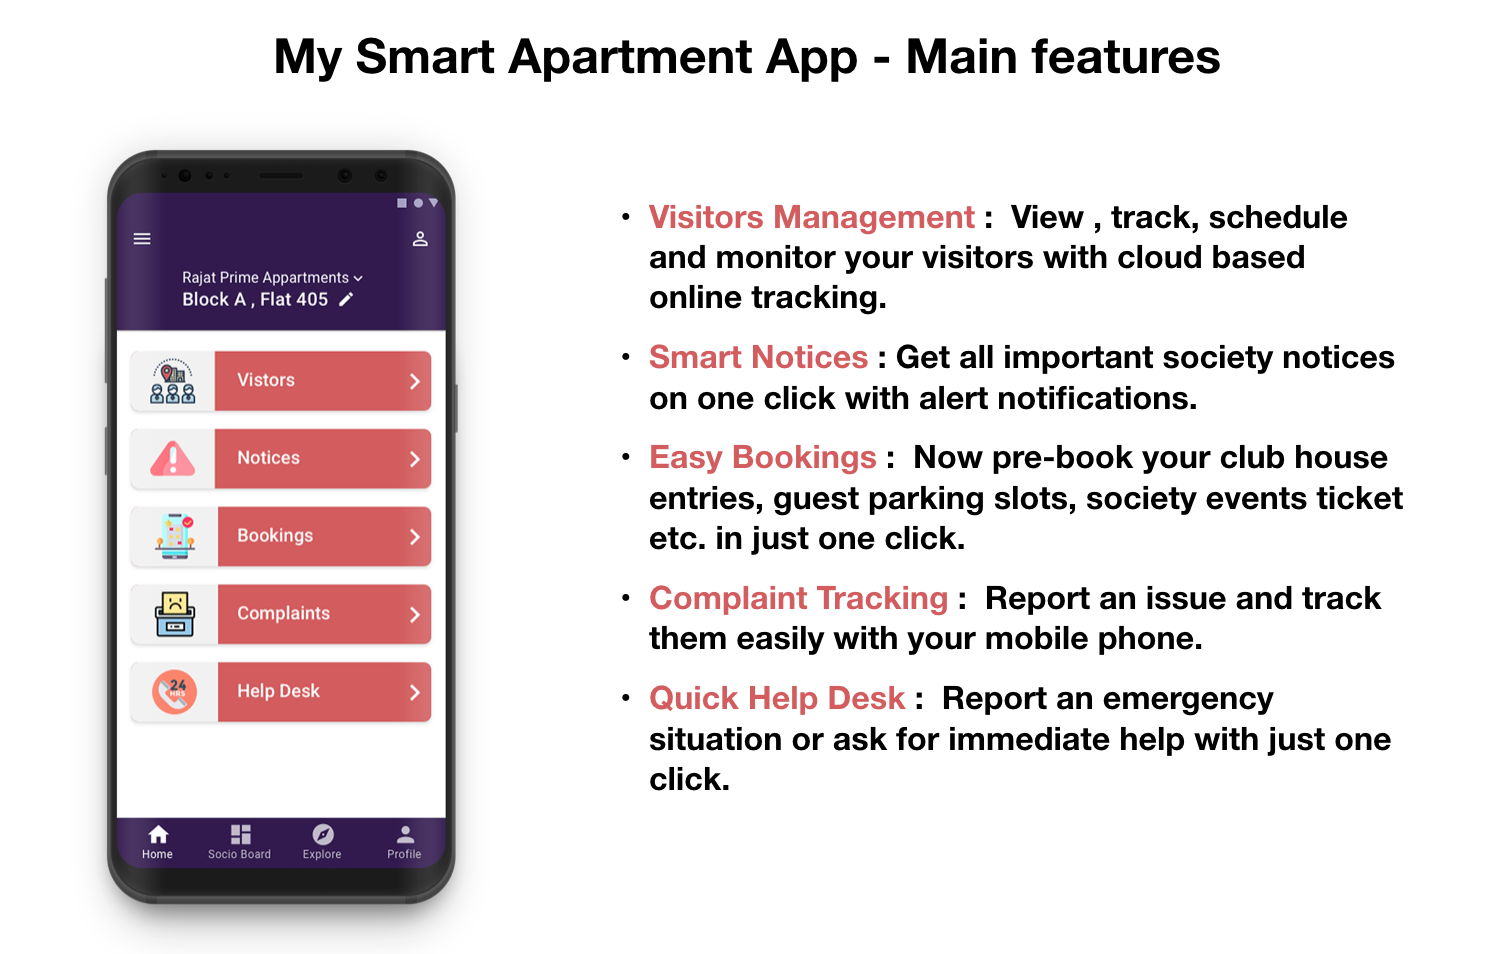 My Smart Apartment App - Main features
Rajat Prime Appartments
Block A , Flat 405
Vistors
Notices
Bookings
Complaints
24
HRS
Help Desk
Home
Socio Board
Explore
Profile
• Visitors Management :  View , track, schedule
and monitor your visitors with cloud based
online tracking.
• Smart Notices : Get all important society notices
on one click with alert notifications.
• Easy Bookings :  Now pre-book your club house
entries, guest parking slots, society events ticket
etc. in just one click.
• Complaint Tracking :  Report an issue and track
them easily with your mobile phone.
• Quick Help Desk :  Report an emergency
situation or ask for immediate help with just one
click.